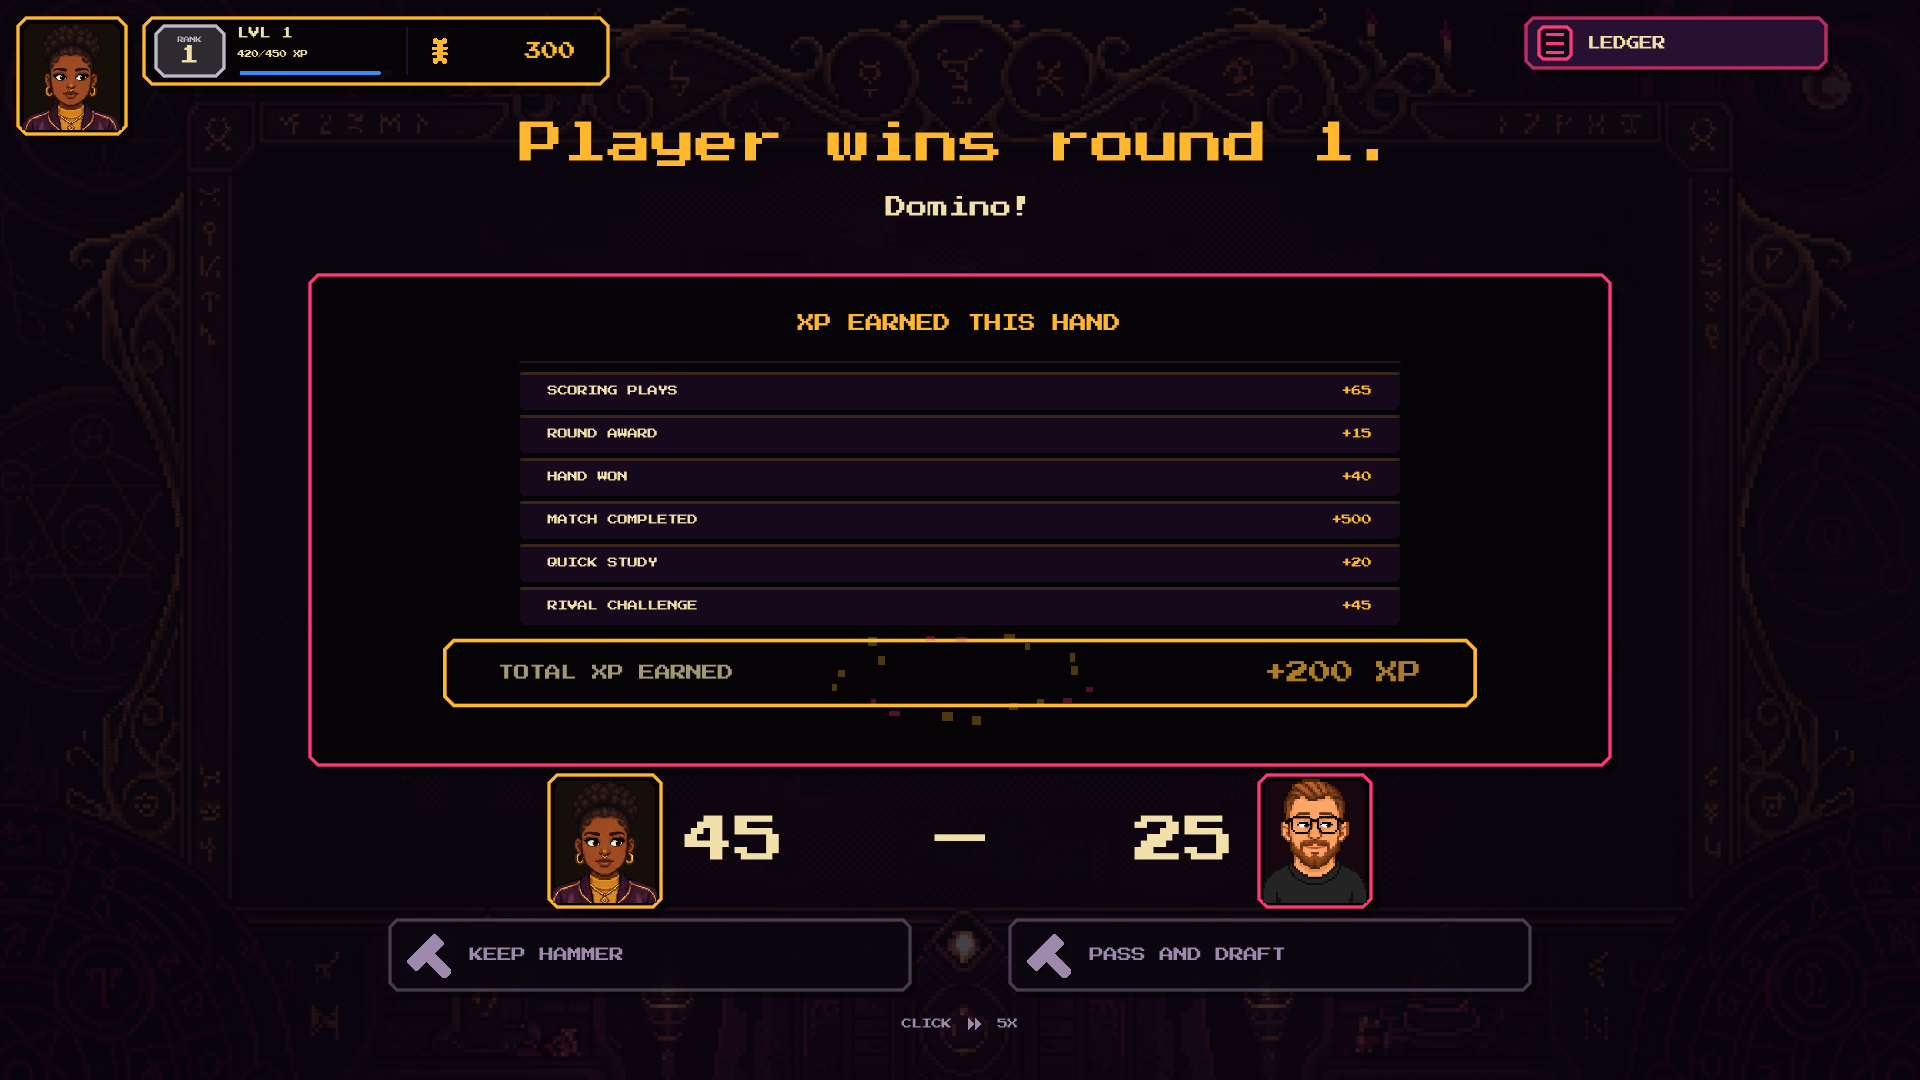 RANK
1
LVL 1
420/450 XP
300
LEDGER
Player wins round 1.
Domino!
XP EARNED THIS HAND
SCORING PLAYS +65
ROUND AWARD +15
HAND WON +40
MATCH COMPLETED +500
QUICK STUDY +20
RIVAL CHALLENGE +45
TOTAL XP EARNED +200 XP
45 — 25
KEEP HAMMER
PASS AND DRAFT
CLICK 5X